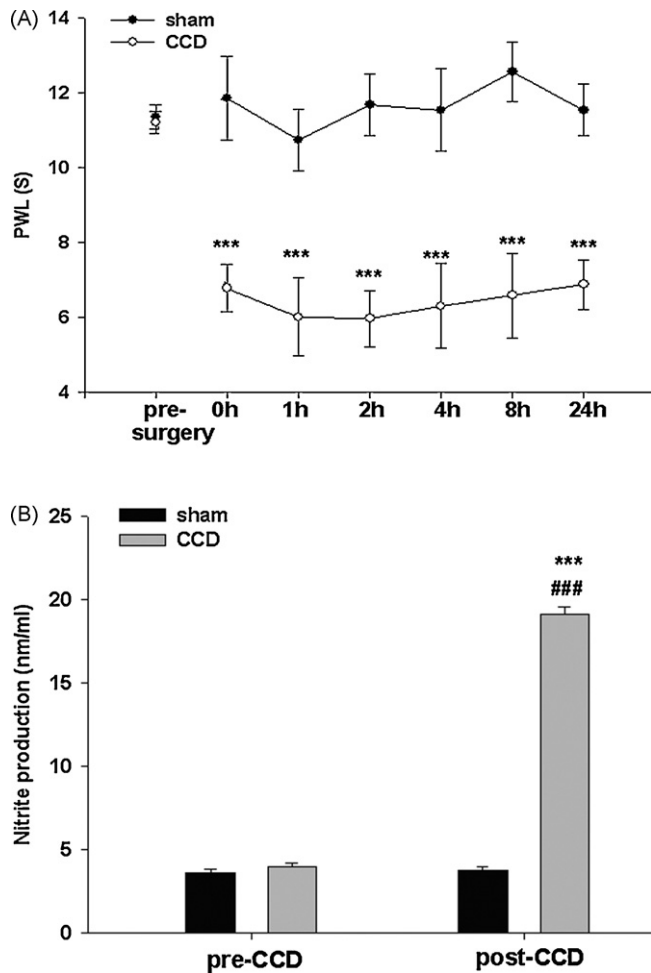 (A)
sham
CCD
14
12
10
8
6
4
PWL (S)
*** *** *** *** *** ***
pre-
surgery 0h 1h 2h 4h 8h 24h
(B)
sham
CCD
25
20
15
10
5
0
Nitrite production (nm/ml)
***
###
pre-CCD post-CCD